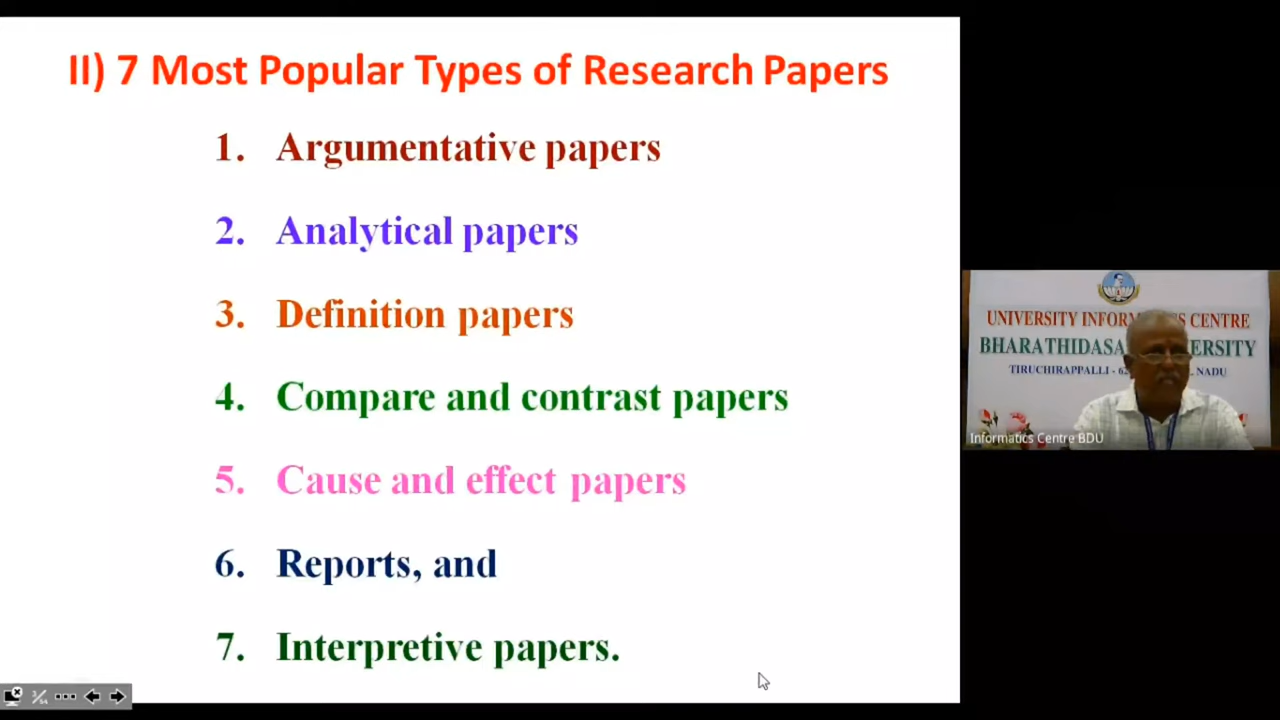 II) 7 Most Popular Types of Research Papers
1. Argumentative papers
2. Analytical papers
3. Definition papers
4. Compare and contrast papers
5. Cause and effect papers
6. Reports, and
7. Interpretive papers.
UNIVERSITY INFORMATICS CENTRE
BHARATHIDASA ERSITY
TIRUCHIRAPPALLI - 6 NADU
Informatics Centre BDU